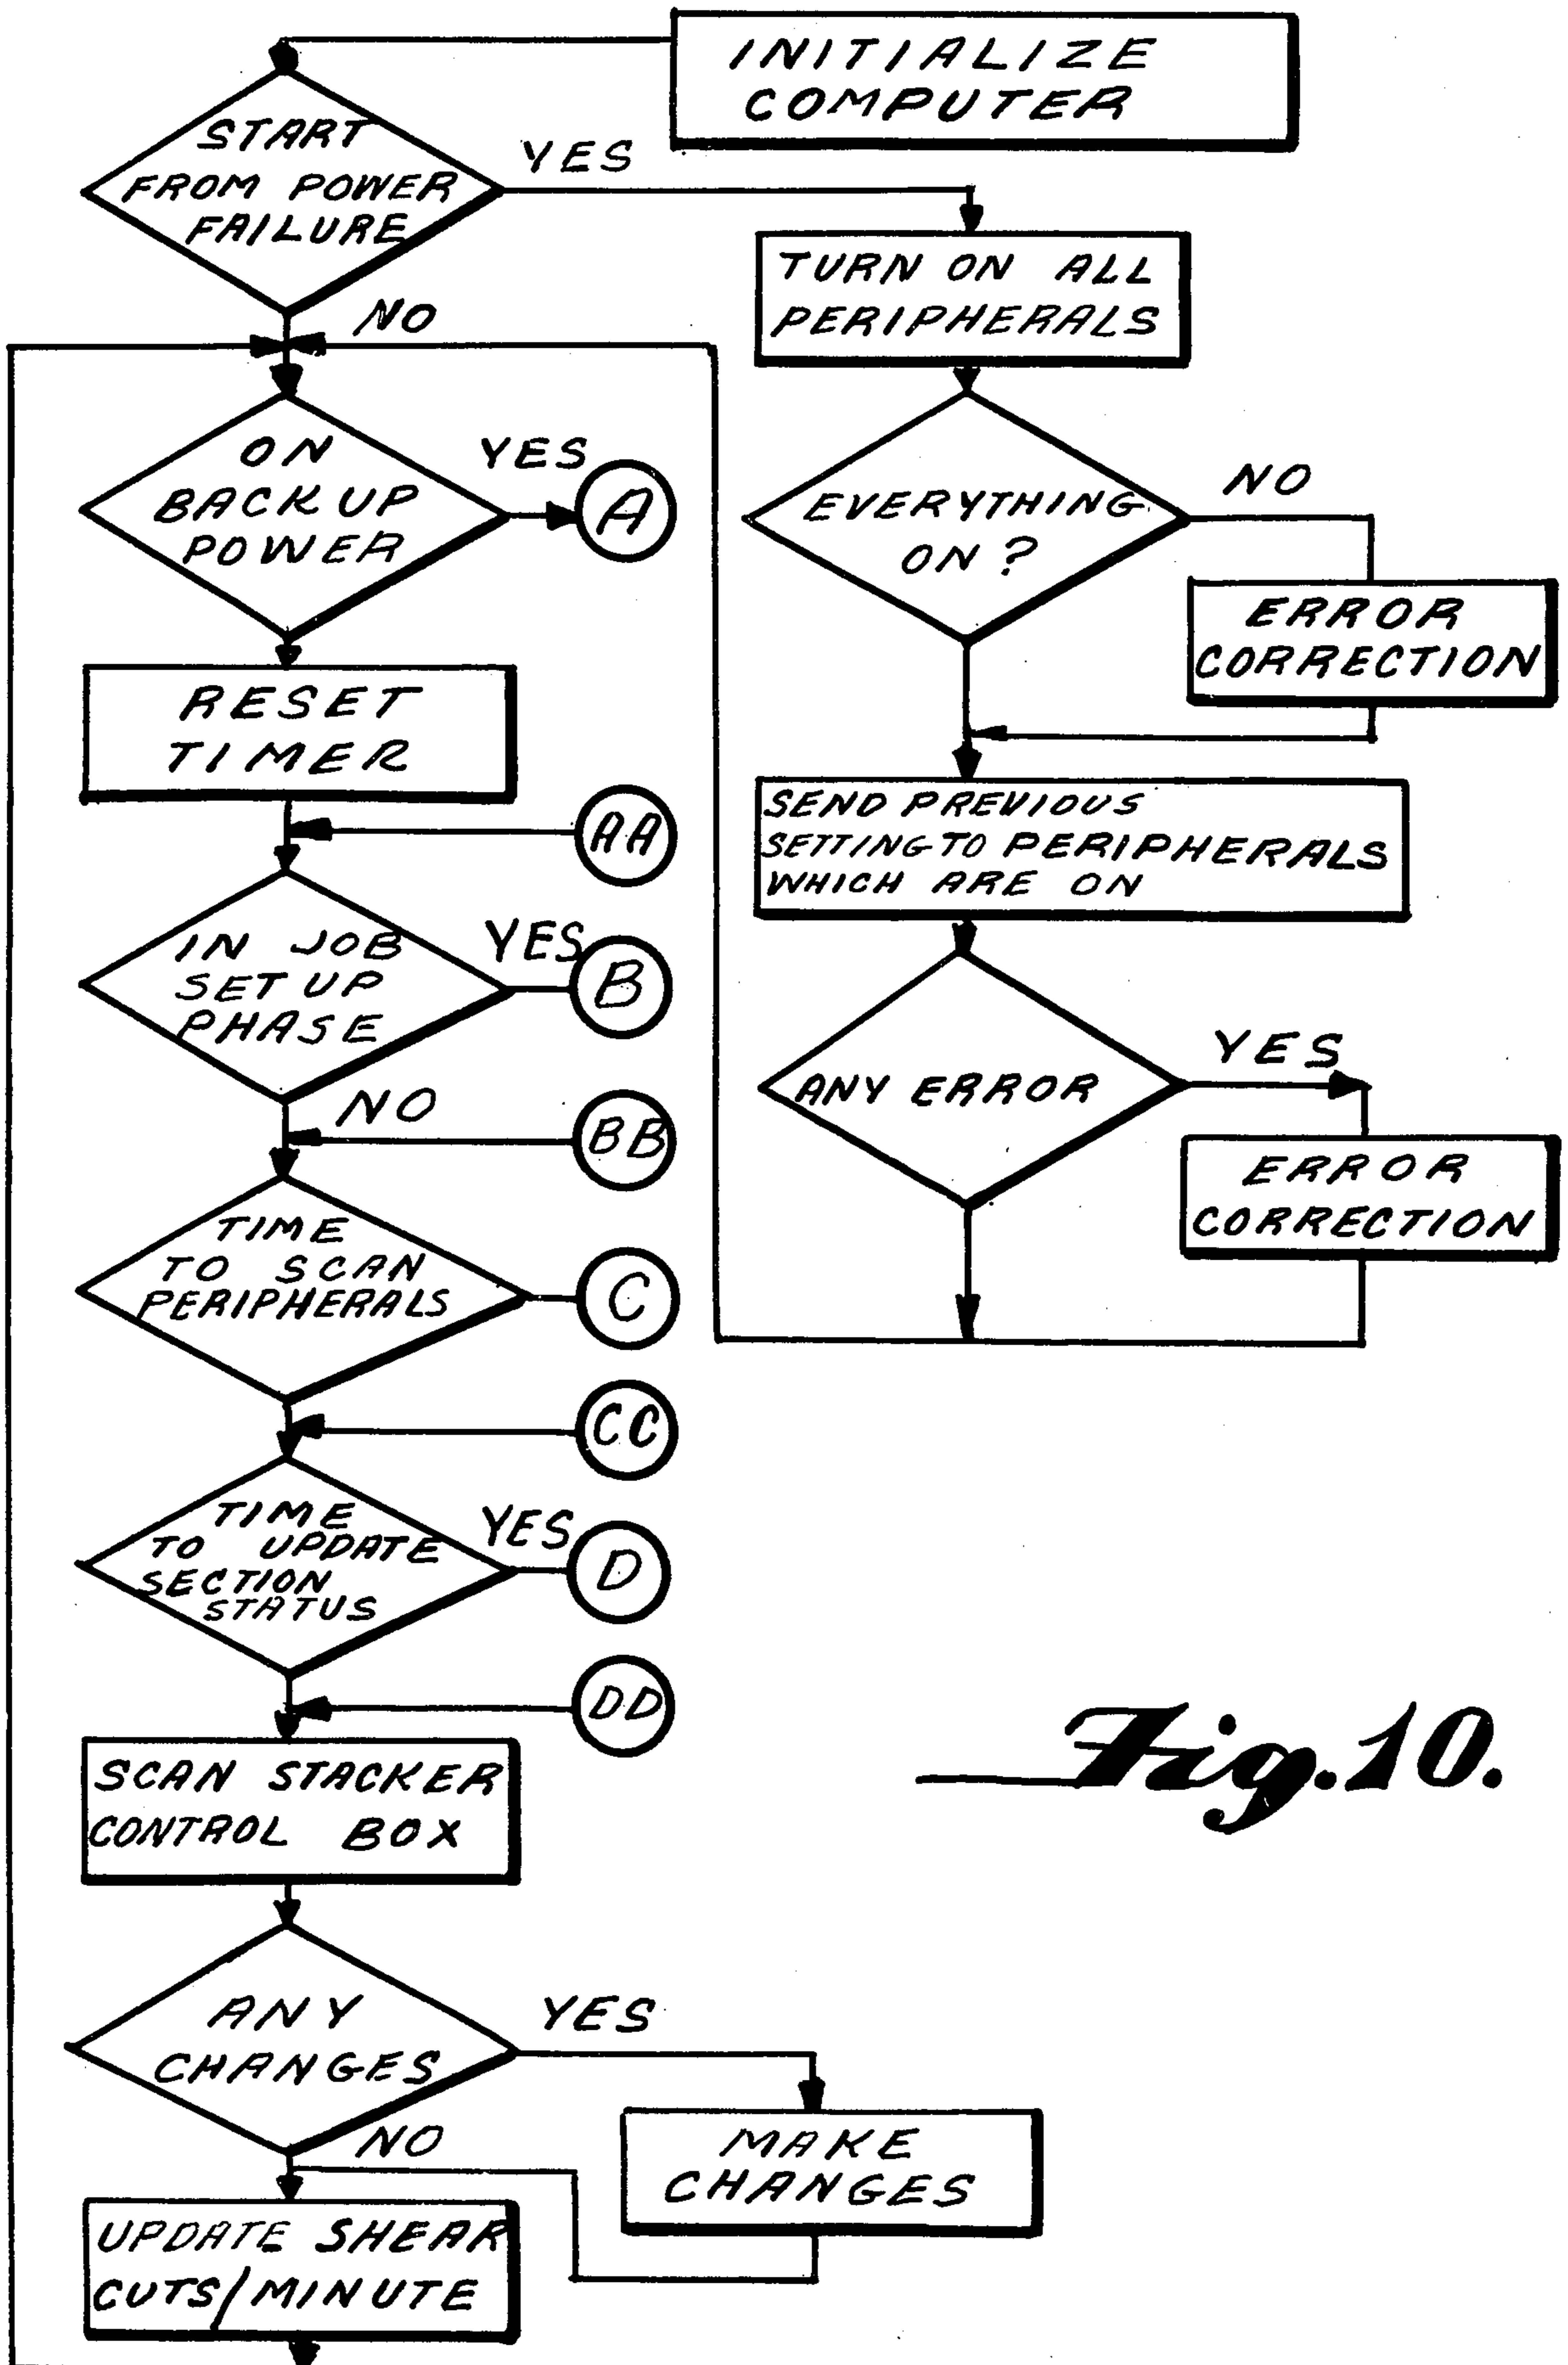 INITIALIZE
COMPUTER
START
FROM POWER
FAILURE
YES
NO
TURN ON ALL
PERIPHERALS
EVERYTHING
ON?
NO
ERROR
CORRECTION
SEND PREVIOUS
SETTING TO PERIPHERALS
WHICH ARE ON
ANY ERROR
YES
ERROR
CORRECTION
ON
BACK UP
POWER
YES
A
RESET
TIMER
AA
IN JOB
SET UP
PHASE
YES
B
NO
BB
TIME
TO SCAN
PERIPHERALS
C
CC
TIME
TO UPDATE
SECTION
STATUS
YES
D
DD
SCAN STACKER
CONTROL BOX
ANY
CHANGES
YES
NO
MAKE
CHANGES
UPDATE SHEAR
CUTS/MINUTE
Fig.10.